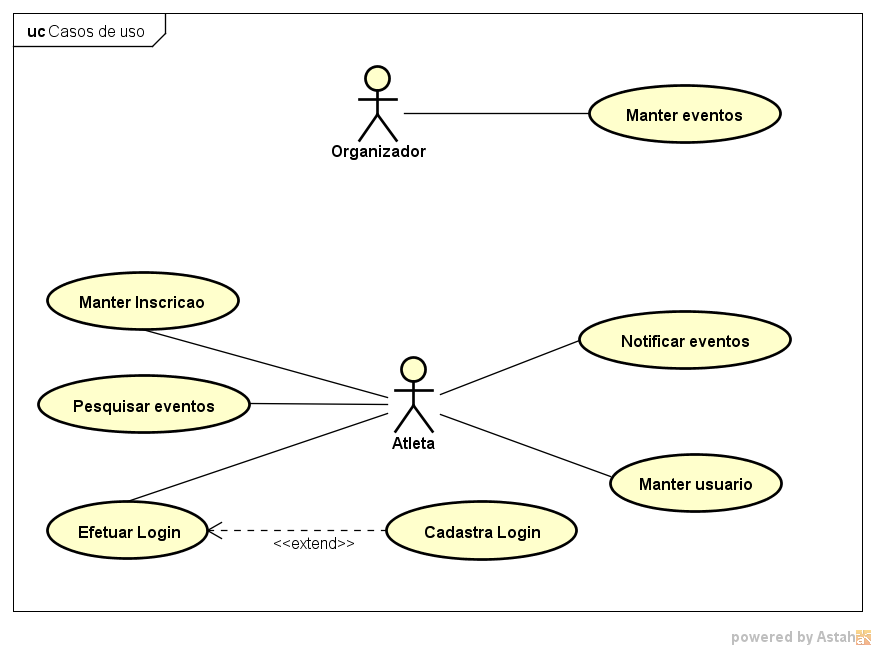 uc Casos de uso
Organizador
Manter eventos
Manter Inscricao
Notificar eventos
Pesquisar eventos
Atleta
Manter usuario
Efetuar Login
<<extend>>
Cadastra Login
powered by Astah